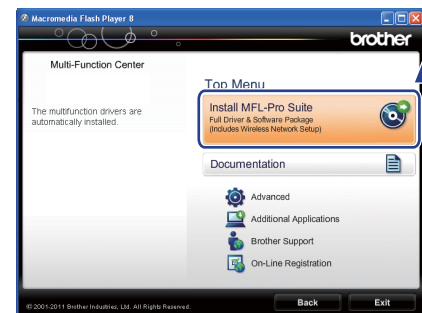 Macromedia Flash Player 8
brother
Multi-Function Center
The multifunction drivers are
automatically installed.
Top Menu
Install MFL-Pro Suite
Full Driver & Software Package
(Includes Wireless Network Setup)
Documentation
Advanced
Additional Applications
Brother Support
On-Line Registration
© 2001-2011 Brother Industries, Ltd. All Rights Reserved.
Back
Exit